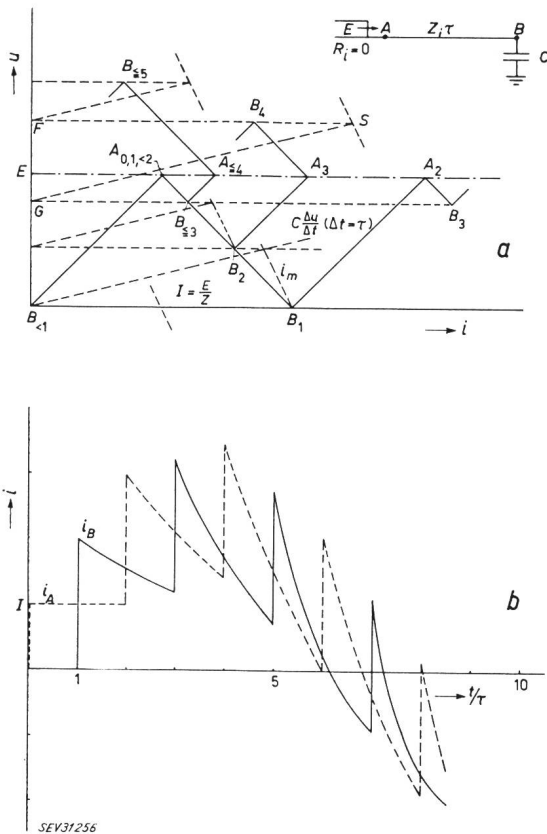 E A Z,τ B
R_i=0 C
u
B_≦5
F B_4 S
A_0,1,<2 A_≦4 A_3 A_2
E
G B_≦3 B_3
C Δu/Δt (Δt=τ) a
B_2 i_m
I = E/Z
B_<1 B_1 i
i
i_B
I i_A b
1 5 10
t/τ
SEV31256